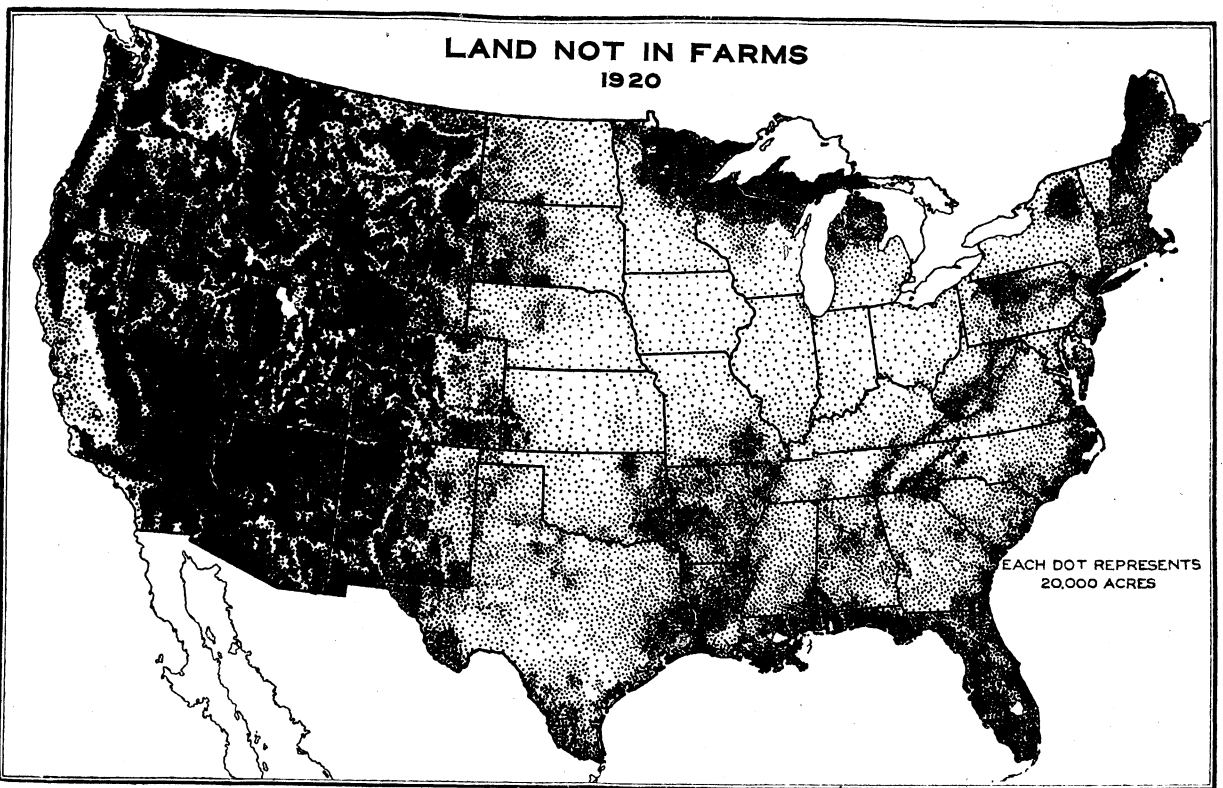 LAND NOT IN FARMS
1920
EACH DOT REPRESENTS
20,000 ACRES